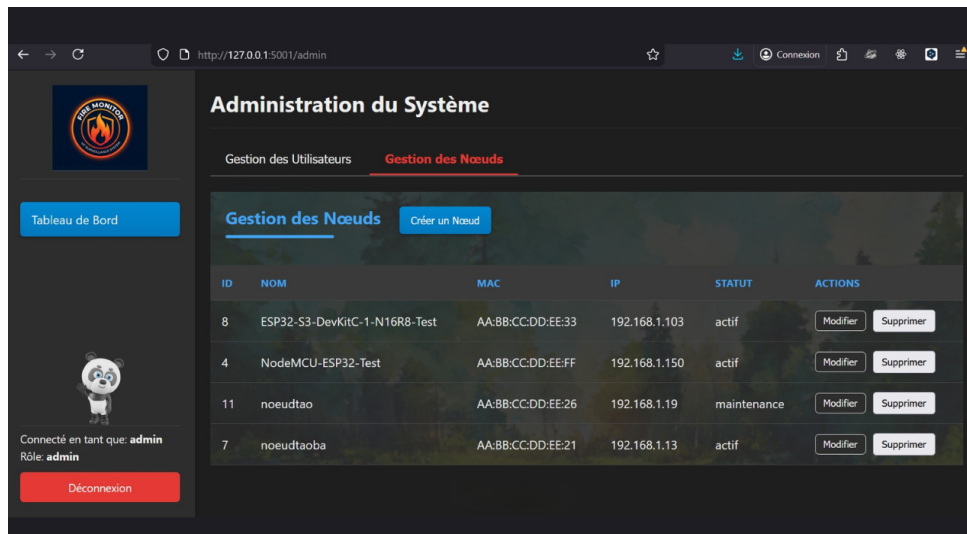 http://127.0.0.1:5001/admin
Connexion
FIRE MONITOR
Administration du Système
Gestion des Utilisateurs Gestion des Nœuds
Tableau de Bord
Gestion des Nœuds Créer un Nœud
ID NOM MAC IP STATUT ACTIONS
8 ESP32-S3-DevKitC-1-N16R8-Test AA:BB:CC:DD:EE:33 192.168.1.103 actif Modifier Supprimer
4 NodeMCU-ESP32-Test AA:BB:CC:DD:EE:FF 192.168.1.150 actif Modifier Supprimer
11 noeudtao AA:BB:CC:DD:EE:26 192.168.1.19 maintenance Modifier Supprimer
7 noeudtaoba AA:BB:CC:DD:EE:21 192.168.1.13 actif Modifier Supprimer
Connecté en tant que: admin
Rôle: admin
Déconnexion